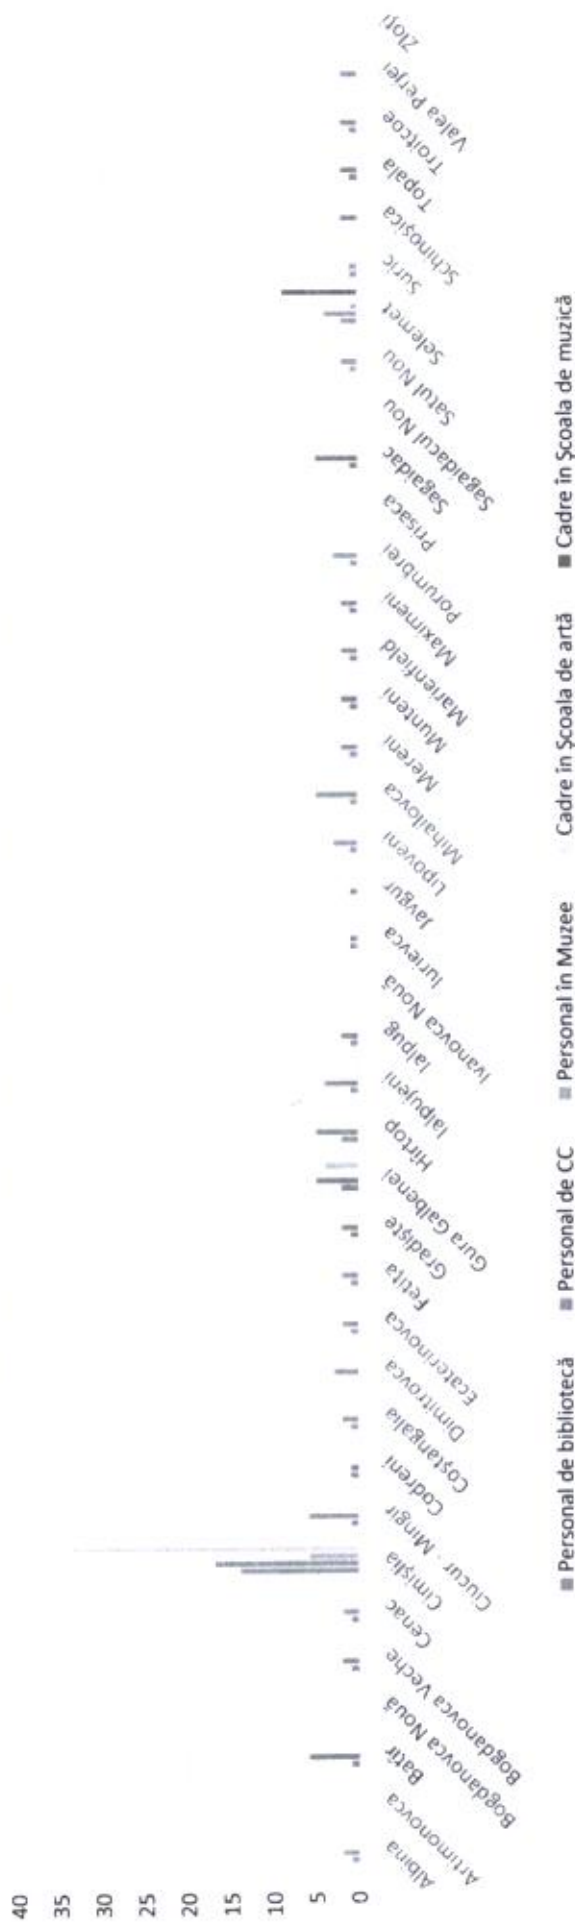 40
35
30
25
20
15
10
5
0
Albina
Artimonovca
Batîr
Bogdanovca Nouă
Bogdanovca Veche
Cenac
Cimișlia
Ciucur - Mingir
Codreni
Coștangalia
Dimitrovca
Ecaterinovca
Fetița
Gradiște
Gura Galbenei
Hîrtop
Ialpujeni
Ialpug
Ivanovca Nouă
Iurievca
Javgur
Lipoveni
Mihailovca
Mereni
Munteni
Marienfield
Maximeni
Porumbrei
Prisaca
Sagaidac
Sagaidacul Nou
Satul Nou
Selemet
Suric
Schinoșica
Topala
Troițcoe
Valea Perjei
Zloți
■ Personal de bibliotecă ■ Personal de CC ■ Personal în Muzee Cadre în Școala de artă ■ Cadre în Școala de muzică